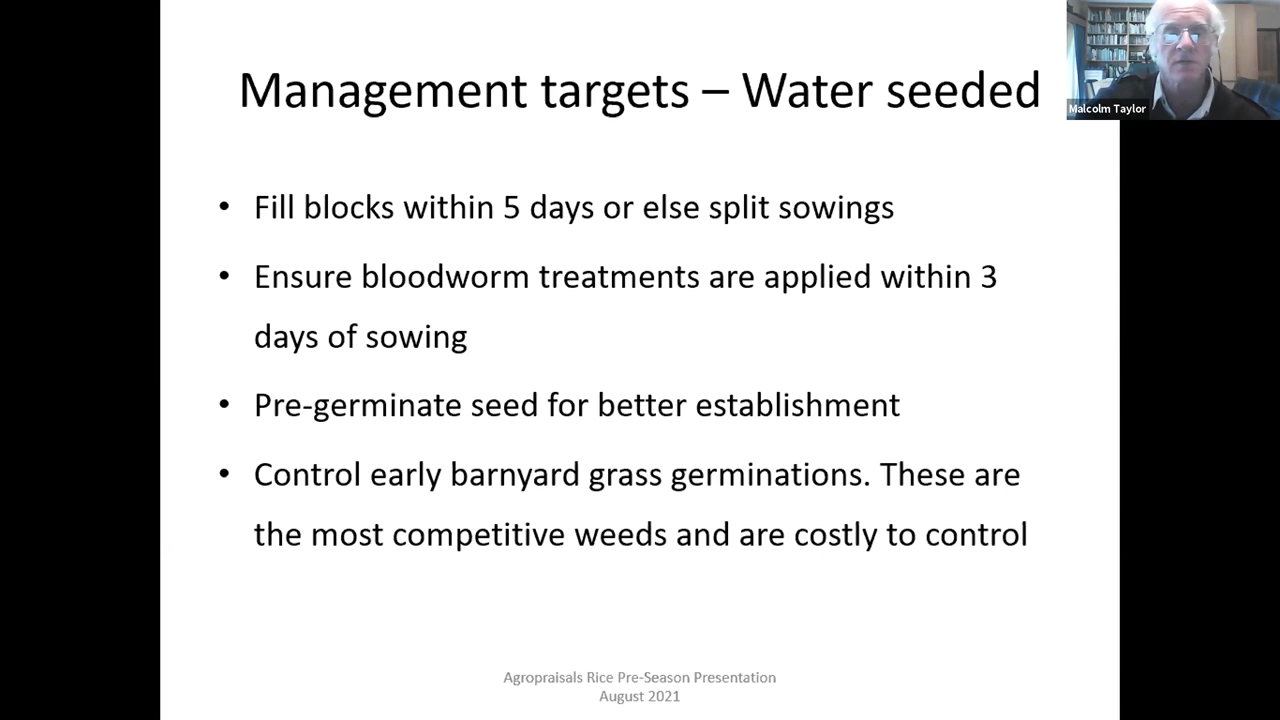 Management targets – Water seeded
Malcolm Taylor
• Fill blocks within 5 days or else split sowings
• Ensure bloodworm treatments are applied within 3
days of sowing
• Pre-germinate seed for better establishment
• Control early barnyard grass germinations. These are
the most competitive weeds and are costly to control
Agropraisals Rice Pre-Season Presentation
August 2021